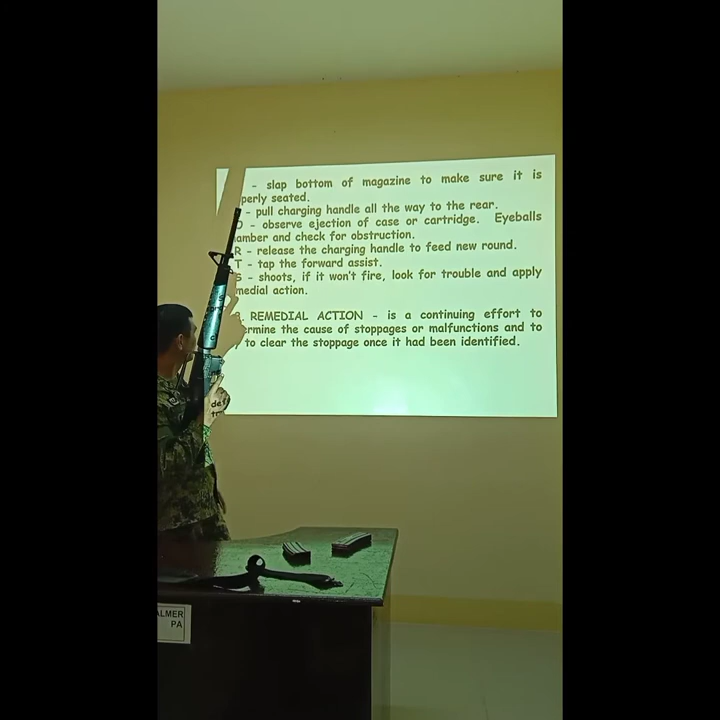 - slap bottom of magazine to make sure it is
perly seated.
- pull charging handle all the way to the rear.
O - observe ejection of case or cartridge. Eyeballs
amber and check for obstruction.
R - release the charging handle to feed new round.
T - tap the forward assist.
S - shoots, if it won't fire, look for trouble and apply
medial action.
. REMEDIAL ACTION - is a continuing effort to
ermine the cause of stoppages or malfunctions and to
to clear the stoppage once it had been identified.
ALMER
PA